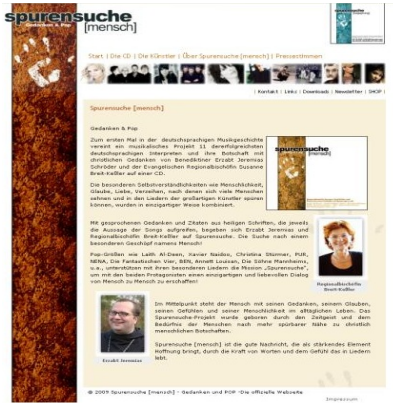 spurensuche
Gedanken & Pop
[mensch]
Start | Die CD | Die Künstler | Über Spurensuche [mensch] | Pressestimmen
| Kontakt | Links | Downloads | Newsletter | SHOP |
Spurensuche [mensch]
Gedanken & Pop
Zum ersten Mal in der deutschsprachigen Musikgeschichte
vereint ein musikalisches Projekt 11 der erfolgreichsten
deutschsprachigen Interpreten und ihre Botschaft mit
christlichen Gedanken von Benediktiner Erzabt Jeremias
Schröder und der Evangelischen Regionalbischöfin Susanne
Breit-Keßler auf einer CD.
spurensuche
[mensch]
Die besonderen Selbstverständlichkeiten wie Menschlichkeit,
Glaube, Liebe, Verzeihen, nach denen sich viele Menschen
sehnen und in den Liedern der großartigen Künstler spüren
können, wurden in einzigartiger Weise kombiniert.
Mit gesprochenen Gedanken und Zitaten aus heiligen Schriften, die jeweils
die Aussage der Songs aufgreifen, begeben sich Erzabt Jeremias und
Regionalbischöfin Breit-Keßler auf Spurensuche. Die Suche nach einem
besonderen Geschöpf namens Mensch!
Pop-Größen wie Laith Al-Deen, Xavier Naidoo, Christina Stürmer, PUR,
NENA, Die Fantastischen Vier, BEN, Annett Louisan, Die Söhne Mannheims,
u.a., unterstützen mit ihren besonderen Liedern die Mission „Spurensuche",
um mit den beiden Protagonisten einen einzigartigen und liebevollen Dialog
von Mensch zu Mensch zu erschaffen!
Regionalbischöfin
Breit-Keßler
Im Mittelpunkt steht der Mensch mit seinen Gedanken, seinem Glauben,
seinen Gefühlen und seiner Menschlichkeit im alltäglichen Leben. Das
Spurensuche-Projekt wurde geboren durch den Zeitgeist und dem
Bedürfnis der Menschen nach mehr spürbarer Nähe zu christlich
menschlichen Botschaften.
Spurensuche [mensch] ist die gute Nachricht, die als stärkendes Element
Hoffnung bringt, durch die Kraft von Worten und dem Gefühl das in Liedern
lebt.
Erzabt Jeremias
© 2009 Spurensuche [mensch] - Gedanken und POP -Die offizielle Webseite
Impressum